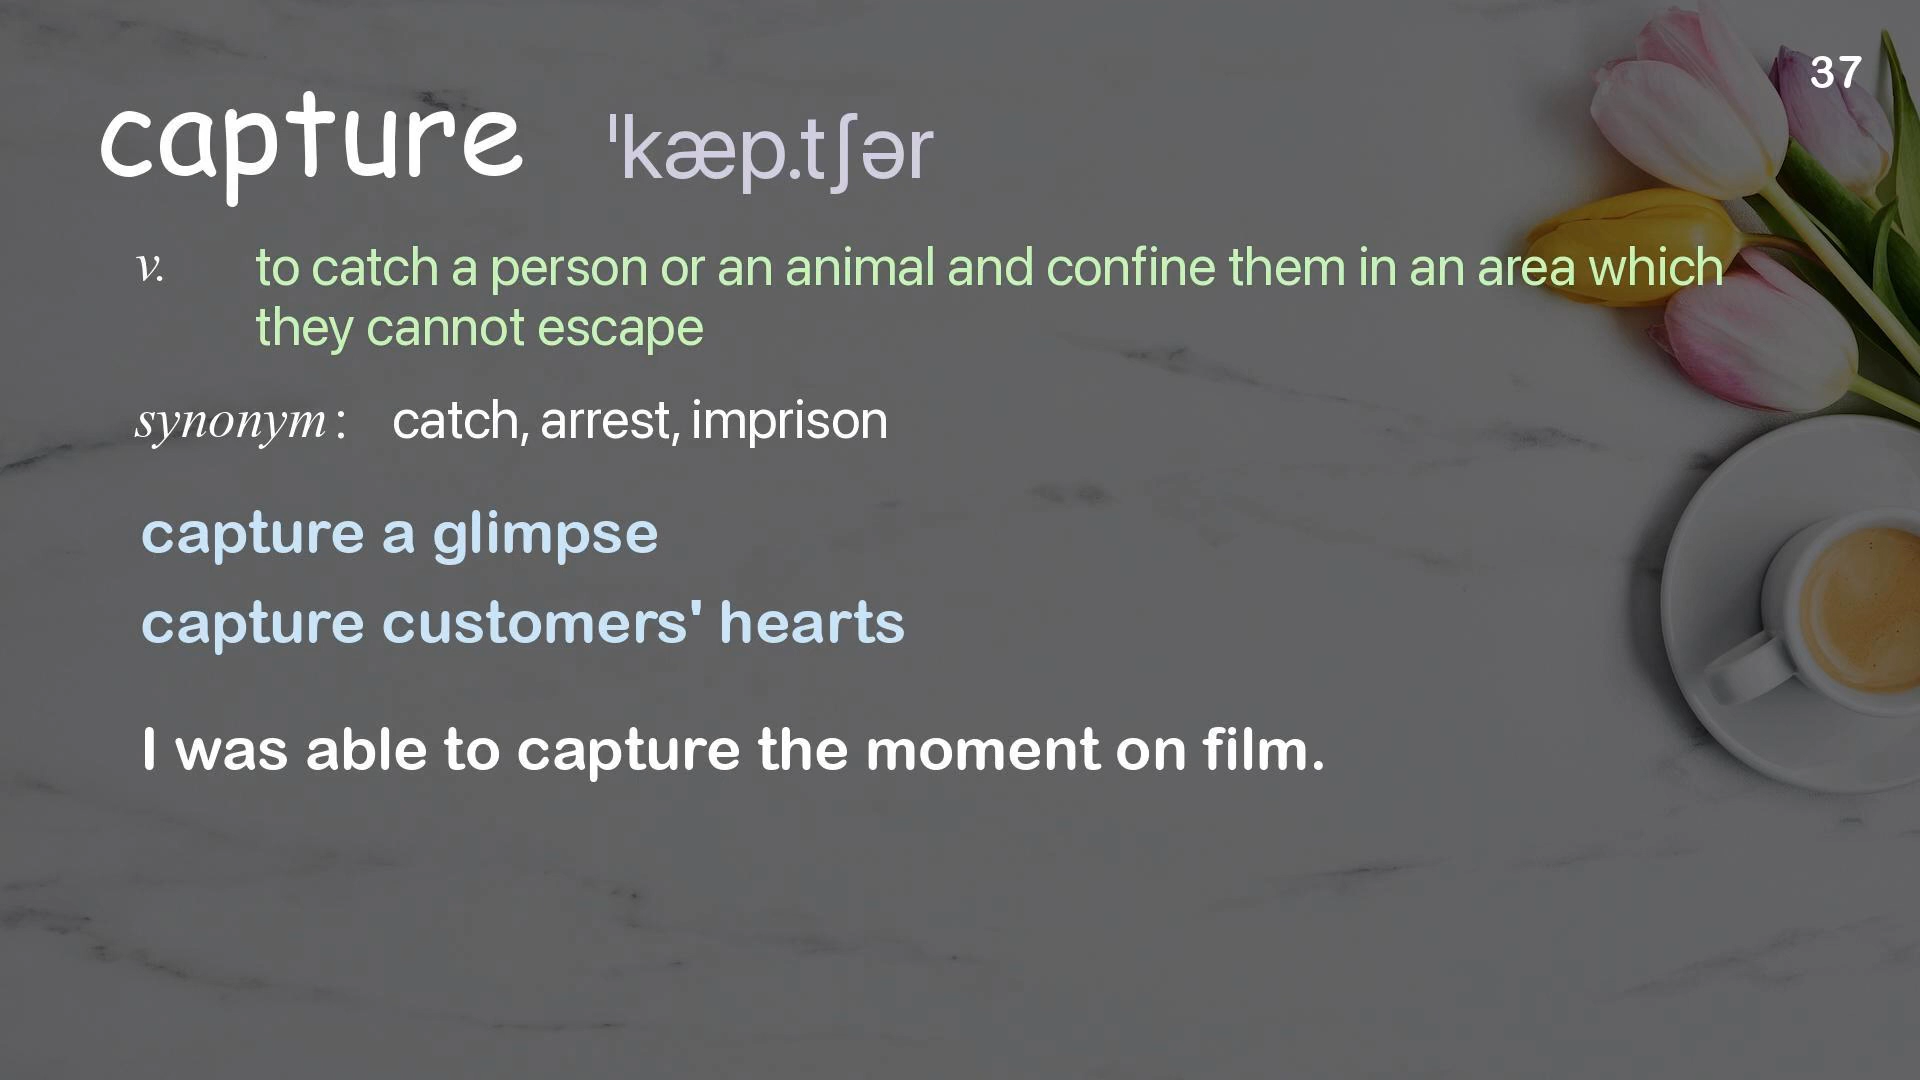 37
capture ˈkæp.tʃər
v. to catch a person or an animal and confine them in an area which
they cannot escape
synonym: catch, arrest, imprison
capture a glimpse
capture customers' hearts
I was able to capture the moment on film.